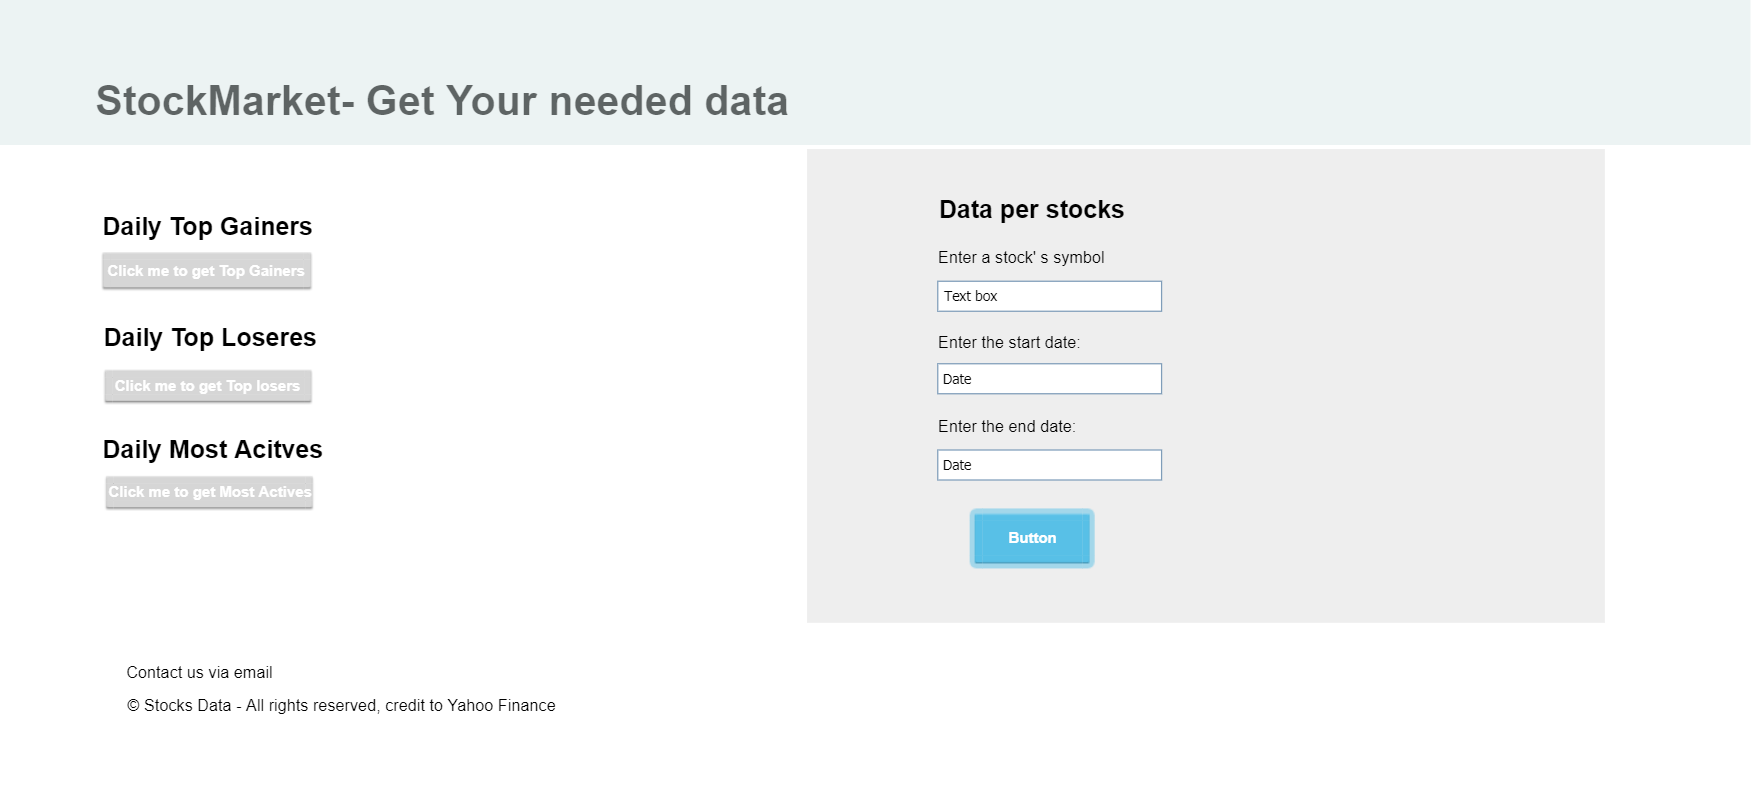 StockMarket- Get Your needed data
Daily Top Gainers
Click me to get Top Gainers
Daily Top Loseres
Click me to get Top losers
Daily Most Acitves
Click me to get Most Actives
Data per stocks
Enter a stock' s symbol
Text box
Enter the start date:
Date
Enter the end date:
Date
Button
Contact us via email
© Stocks Data - All rights reserved, credit to Yahoo Finance